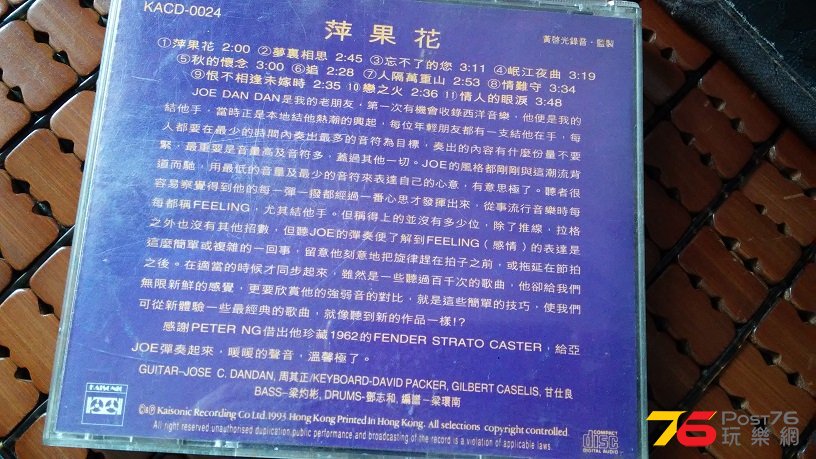 KACD-0024
萍果花
黃啓光錄音·監製
①萍果花 2:00 ②夢裏相思 2:45 ③忘不了的您 3:11 ④岷江夜曲 3:19
⑤秋的懷念 3:00 ⑥追 2:28 ⑦人隔萬重山 2:53 ⑧情難守 3:34
⑨恨不相逢未嫁時 2:35 10 戀之火 2:36 11 情人的眼淚 3:48
JOE DAN DAN是我的老朋友，第一次有機會收錄西洋音樂，他便是我的
結他手，當時正是本地結他熱潮的興起，每位年輕朋友都有一支結他在手，每
人都要在最少的時間內奏出最多的音符為目標，奏出的內容有什麼份量不要
緊，最重要是音量高及音符多，蓋過其他一切。JOE的風格都剛剛與這潮流背
道而馳，用最低的音量及最少的音符來表達自己的心意，有意思極了。聽者很
容易察覺得到他的每一彈一撥都經過一番心思才發揮出來，從事流行音樂時每
每都稱FEELING，尤其結他手。但稱得上的並沒有多少位，除了推線，拉格
之外也沒有其他招數，但聽JOE的彈奏便了解到FEELING（感情）的表達是
這麼簡單或複雜的一回事，留意他刻意地把旋律趕在拍子之前，或拖延在節拍
之後。在適當的時候才同步起來，雖然是一些聽過百千次的歌曲，他卻給我們
無限新鮮的感覺，更要欣賞他的強弱音的對比，就是這些簡單的技巧，使我們
可從新體驗一些最經典的歌曲，就像聽到新的作品一樣!?
感謝PETER NG借出他珍藏1962的FENDER STRATO CASTER，給亞
JOE彈奏起來，暖暖的聲音，溫馨極了。
GUITAR-JOSE C. DANDAN, 周其正/KEYBOARD-DAVID PACKER, GILBERT CASELIS, 甘仕良
BASS-梁灼彬, DRUMS-鄧志和, 編譜-梁環南
KAISONIC
©℗ Kaisonic Recording Co Ltd. 1993 Hong Kong Printed In Hong Kong. All selections copyright controlled.
All right reserved unauthorised duplication, public performance and broadcasting of the record is a violation of applicable laws.
COMPACT
disc
DIGITAL AUDIO
76 POST76
玩樂網